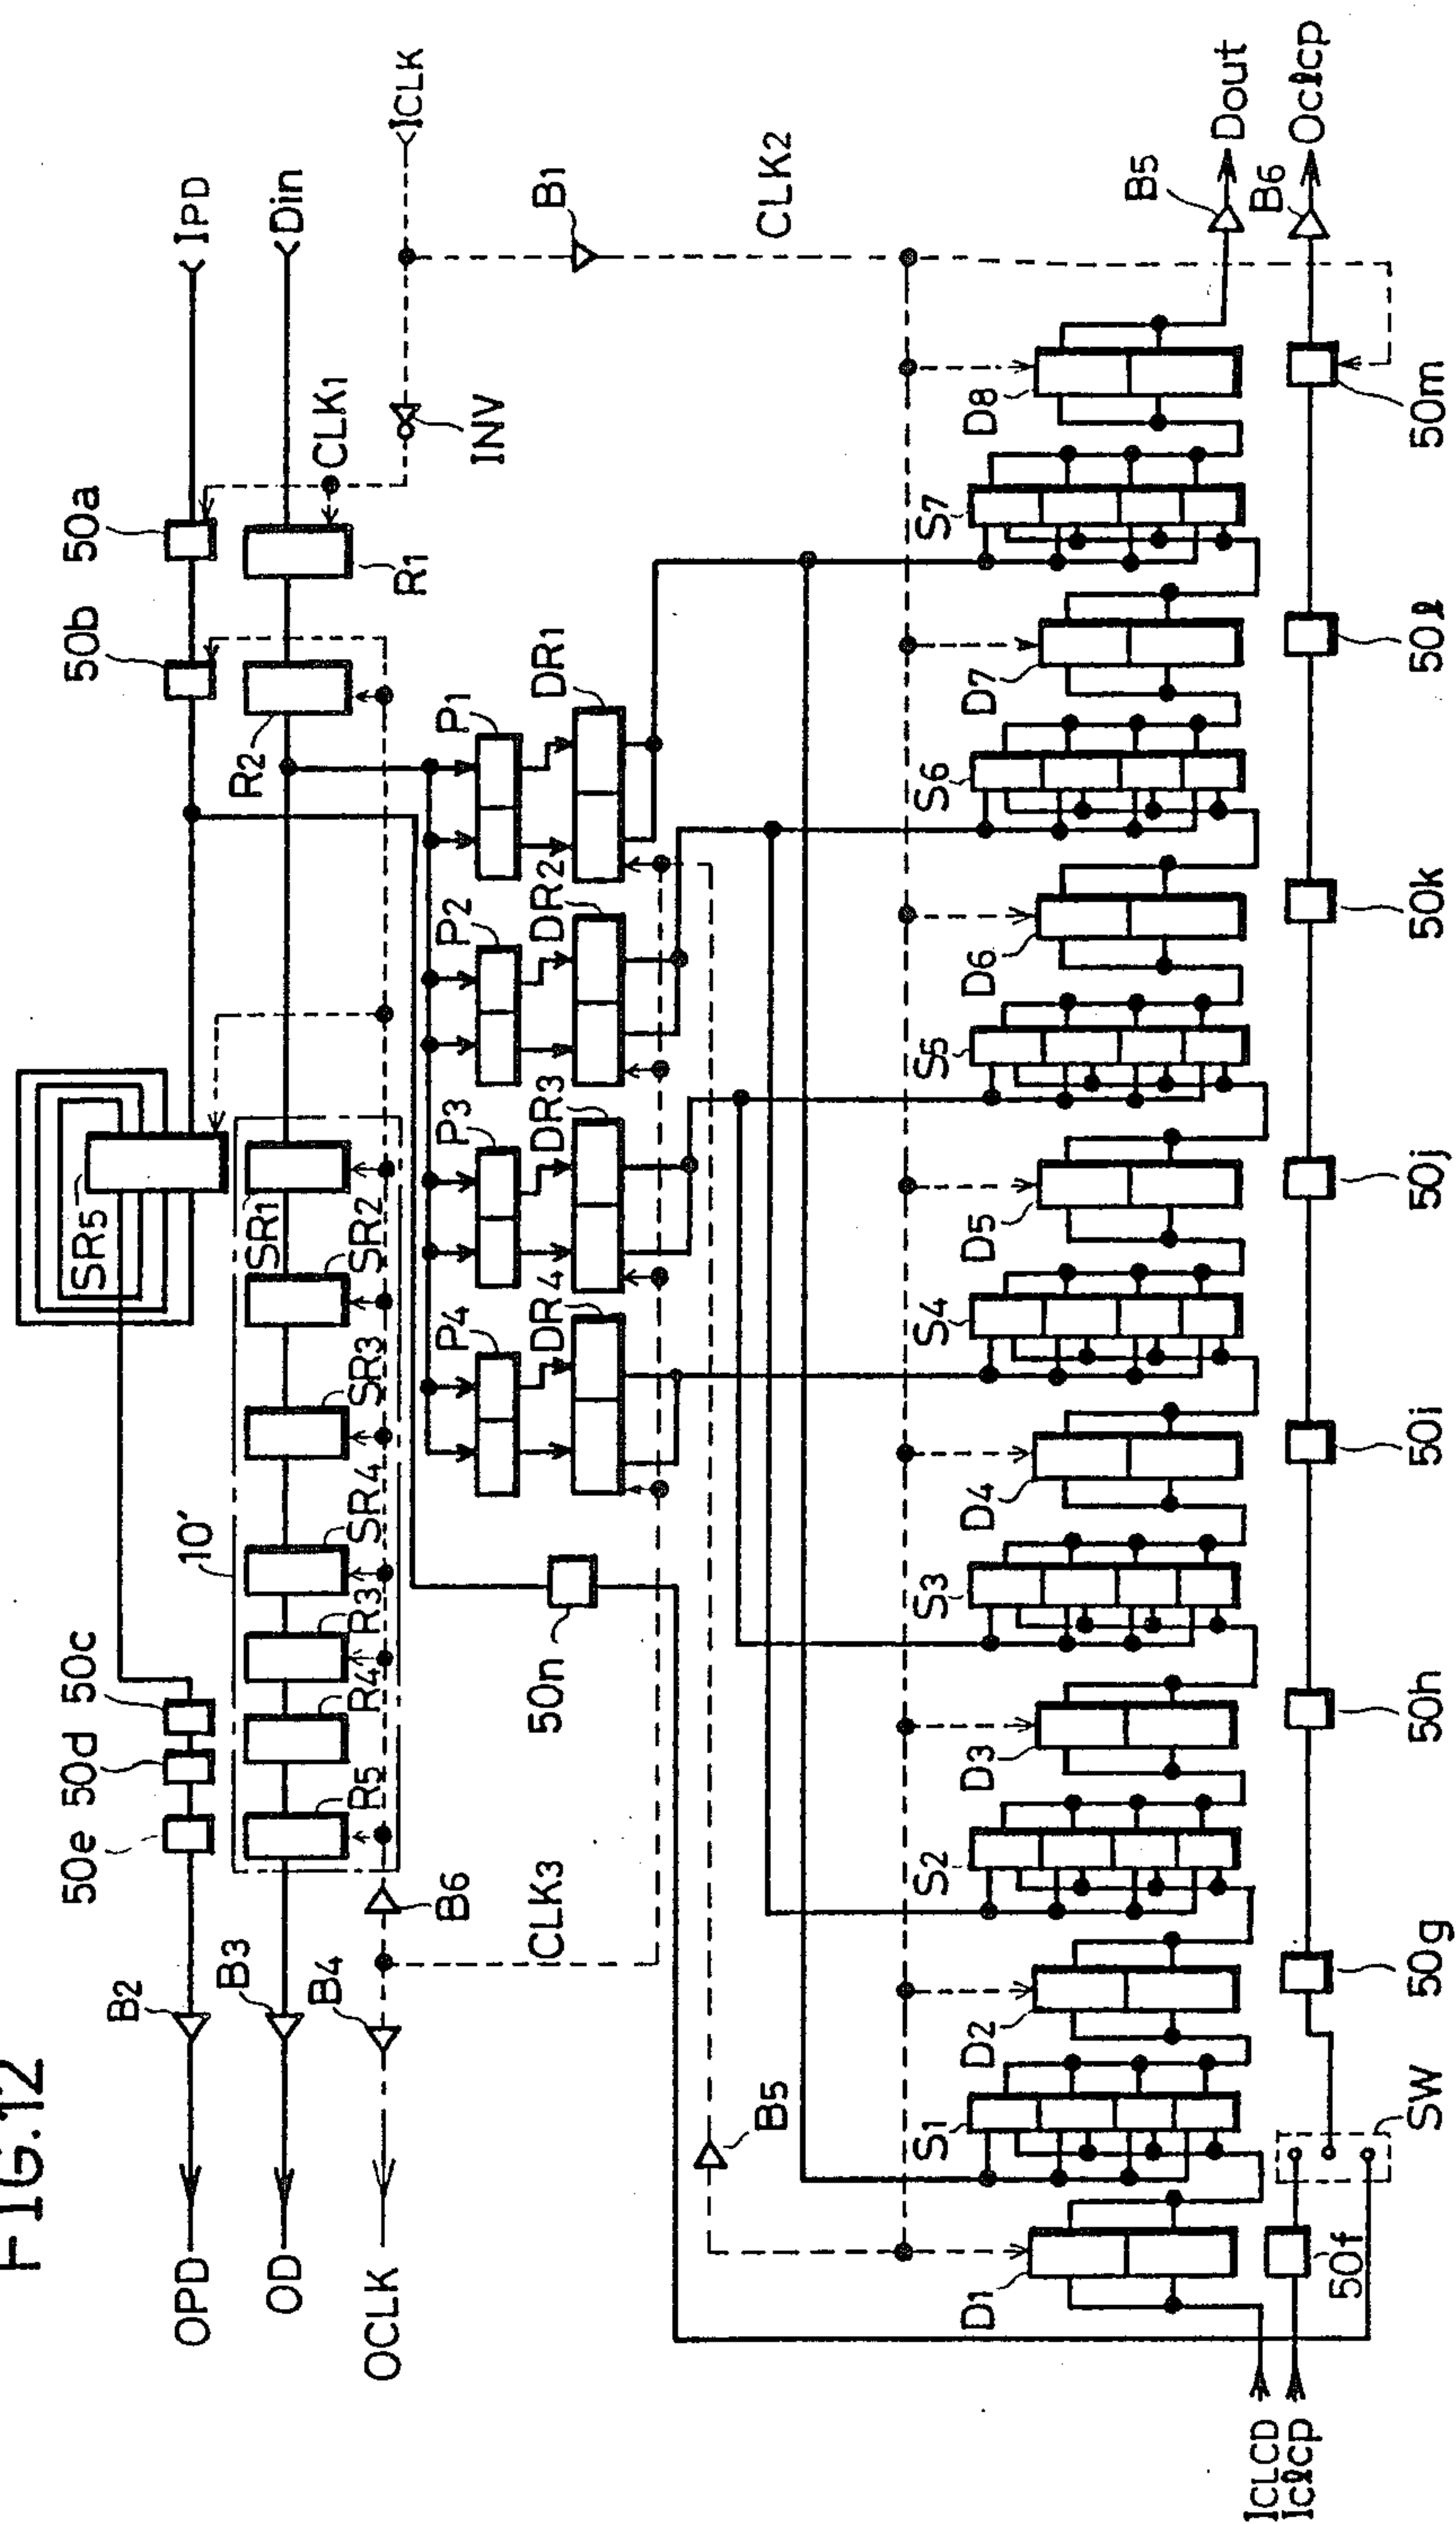 FIG.12
50a
50b
IPD
Din
CLK1
ICLK
INV
R1
R2
B1
CLK2
SR5
SR1
SR2
SR3
SR4
R3
R4
R5
10'
50c
50d
50e
B2
B3
B4
B6
OPD
OD
OCLK
CLK3
P1
P2
P3
P4
DR1
DR2
DR3
DR4
50n
B5
B5
Dout
B6
Oclcp
D8
S7
D7
S6
D6
S5
D5
S4
D4
S3
D3
S2
D2
S1
D1
50m
50l
50k
50j
50i
50h
50g
SW
50f
ICLCD
Iclcp